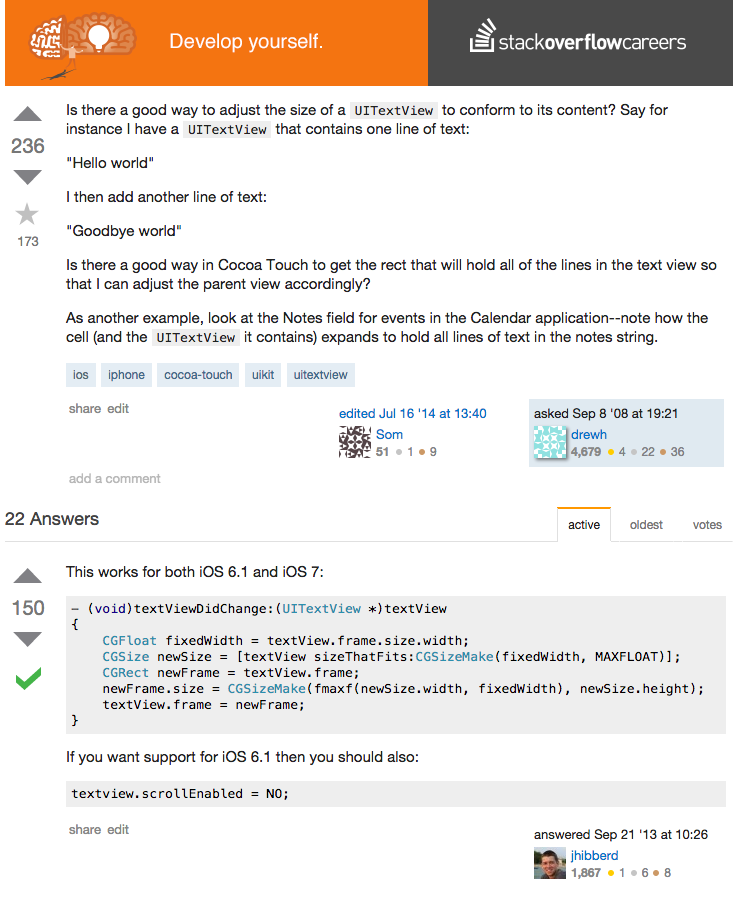 Develop yourself.
stackoverflowcareers
Is there a good way to adjust the size of a UITextView to conform to its content? Say for
instance I have a UITextView that contains one line of text:
236
"Hello world"
I then add another line of text:
173
"Goodbye world"
Is there a good way in Cocoa Touch to get the rect that will hold all of the lines in the text view so
that I can adjust the parent view accordingly?
As another example, look at the Notes field for events in the Calendar application--note how the
cell (and the UITextView it contains) expands to hold all lines of text in the notes string.
ios iphone cocoa-touch uikit uitextview
share edit
edited Jul 16 '14 at 13:40
Som
51 1 9
asked Sep 8 '08 at 19:21
drewh
4,679 4 22 36
add a comment
22 Answers
active oldest votes
This works for both iOS 6.1 and iOS 7:
150
- (void)textViewDidChange:(UITextView *)textView
{
    CGFloat fixedWidth = textView.frame.size.width;
    CGSize newSize = [textView sizeThatFits:CGSizeMake(fixedWidth, MAXFLOAT)];
    CGRect newFrame = textView.frame;
    newFrame.size = CGSizeMake(fmaxf(newSize.width, fixedWidth), newSize.height);
    textView.frame = newFrame;
}
If you want support for iOS 6.1 then you should also:
textview.scrollEnabled = NO;
share edit
answered Sep 21 '13 at 10:26
jhibberd
1,867 1 6 8